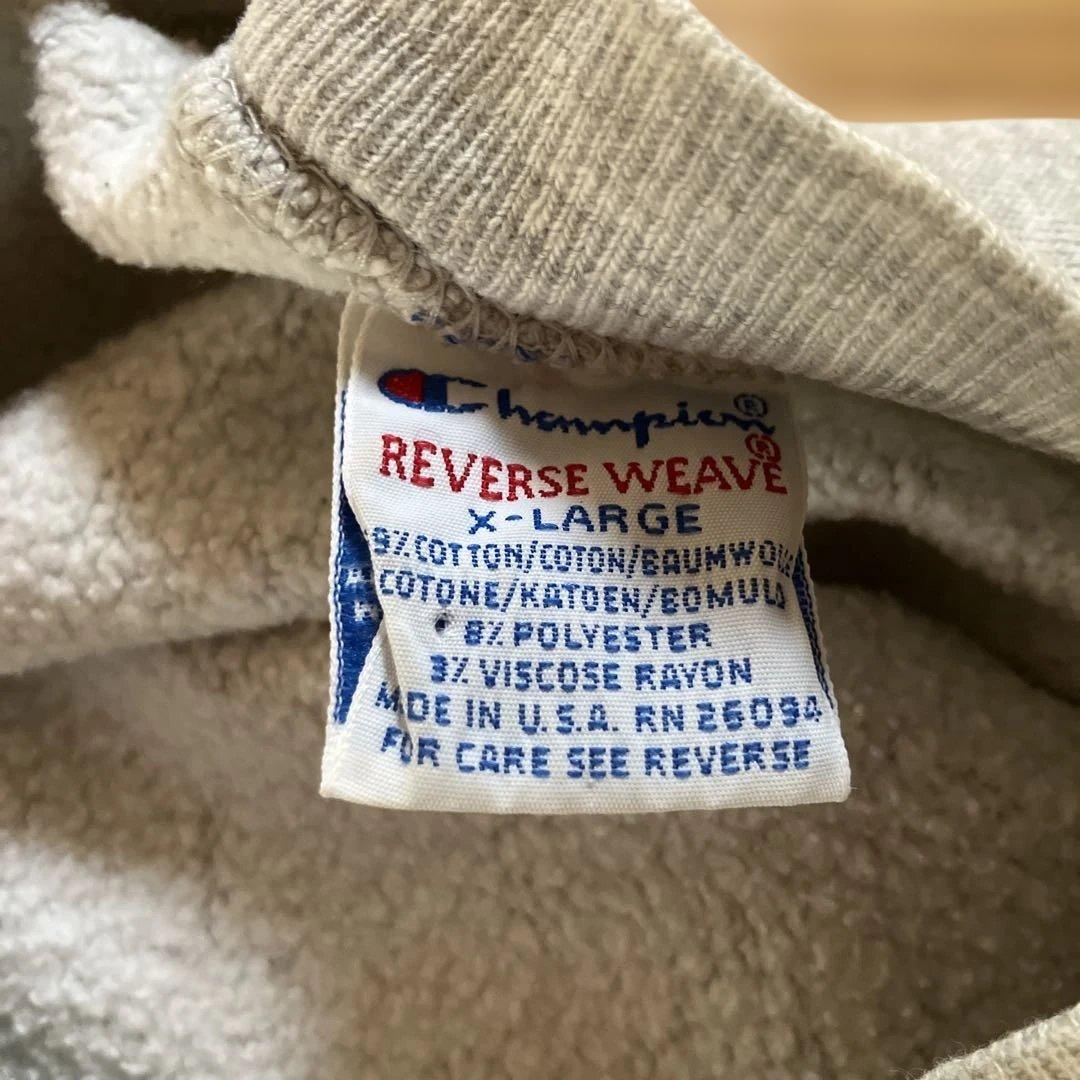 Champion®
REVERSE WEAVE®
X-LARGE
9% COTTON/COTON/BAUMWOLLE
COTONE/KATOEN/BOMULD
8% POLYESTER
3% VISCOSE RAYON
MADE IN U.S.A. RN 26094
FOR CARE SEE REVERSE